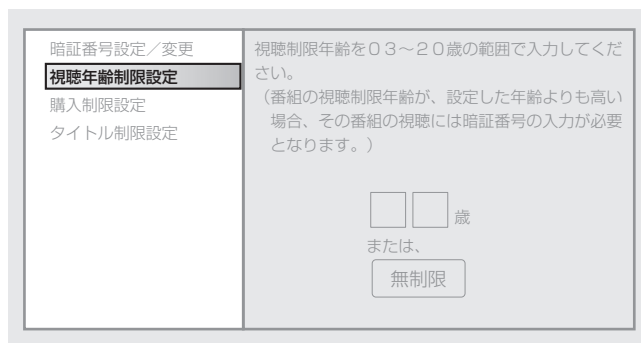 暗証番号設定／変更
視聴年齢制限設定
購入制限設定
タイトル制限設定
視聴制限年齢を０３～２０歳の範囲で入力してくだ
さい。
（番組の視聴制限年齢が、設定した年齢よりも高い
場合、その番組の視聴には暗証番号の入力が必要
となります。）
歳
または、
無制限